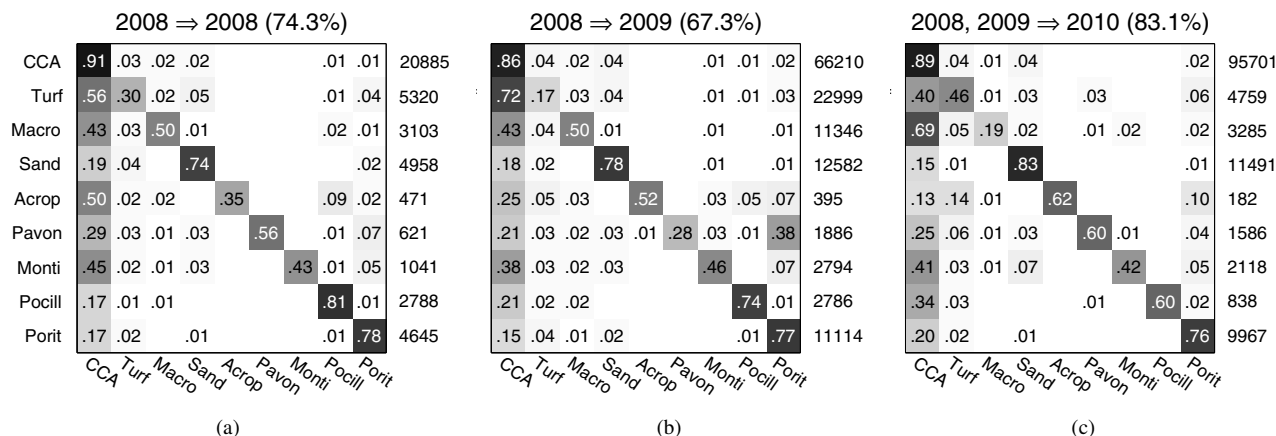 2008 ⇒ 2008 (74.3%)
CCA .91 .03 .02 .02 .01 .01 20885
Turf .56 .30 .02 .05 .01 .04 5320
Macro .43 .03 .50 .01 .02 .01 3103
Sand .19 .04 .74 .02 4958
Acrop .50 .02 .02 .35 .09 .02 471
Pavon .29 .03 .01 .03 .56 .01 .07 621
Monti .45 .02 .01 .03 .43 .01 .05 1041
Pocill .17 .01 .01 .81 .01 2788
Porit .17 .02 .01 .01 .78 4645
CCA Turf Macro Sand Acrop Pavon Monti Pocill Porit
(a)
2008 ⇒ 2009 (67.3%)
.86 .04 .02 .04 .01 .01 .02 66210
.72 .17 .03 .04 .01 .01 .03 22999
.43 .04 .50 .01 .01 .01 11346
.18 .02 .78 .01 .01 12582
.25 .05 .03 .52 .03 .05 .07 395
.21 .03 .02 .03 .01 .28 .03 .01 .38 1886
.38 .03 .02 .03 .46 .07 2794
.21 .02 .02 .74 .01 2786
.15 .04 .01 .02 .01 .77 11114
CCA Turf Macro Sand Acrop Pavon Monti Pocill Porit
(b)
2008, 2009 ⇒ 2010 (83.1%)
.89 .04 .01 .04 .02 95701
.40 .46 .01 .03 .03 .06 4759
.69 .05 .19 .02 .01 .02 .02 3285
.15 .01 .83 .01 11491
.13 .14 .01 .62 .10 182
.25 .06 .01 .03 .60 .01 .04 1586
.41 .03 .01 .07 .42 .05 2118
.34 .03 .01 .60 .02 838
.20 .02 .01 .76 9967
CCA Turf Macro Sand Acrop Pavon Monti Pocill Porit
(c)